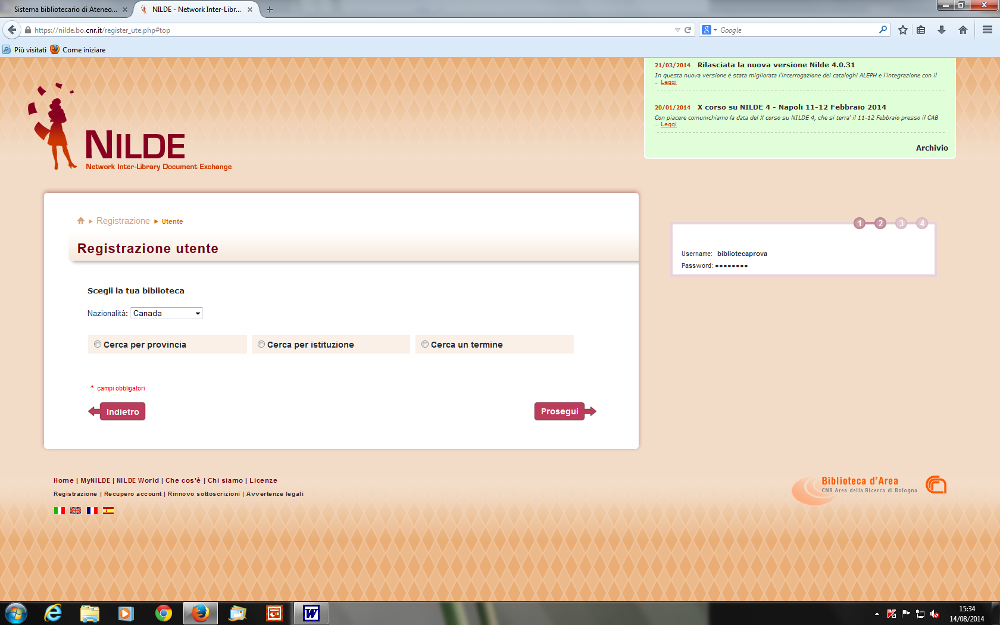 Sistema bibliotecario di Ateneo...
NILDE - Network Inter-Libr...
https://nilde.bo.cnr.it/register_ute.php#top
Google
Più visitati
Come iniziare
21/03/2014 Rilasciata la nuova versione Nilde 4.0.31
In questa nuova versione è stata migliorata l'interrogazione dei cataloghi ALEPH e l'integrazione con il
... Leggi
20/01/2014 X corso su NILDE 4 - Napoli 11-12 Febbraio 2014
Con piacere comunichiamo la data del X corso su NILDE 4, che si terra' il 11-12 Febbraio presso il CAB
... Leggi
Archivio
NILDE
Network Inter-Library Document Exchange
Registrazione Utente
Registrazione utente
1 2 3 4
Username: bibliotecaprova
Password: ••••••••
Scegli la tua biblioteca
Nazionalità: Canada
Cerca per provincia
Cerca per istituzione
Cerca un termine
* campi obbligatori
Indietro
Prosegui
Home | MyNILDE | NILDE World | Che cos'è | Chi siamo | Licenze
Registrazione | Recupero account | Rinnovo sottoscrizioni | Avvertenze legali
Biblioteca d'Area
CNR Area della Ricerca di Bologna
15:34
14/08/2014